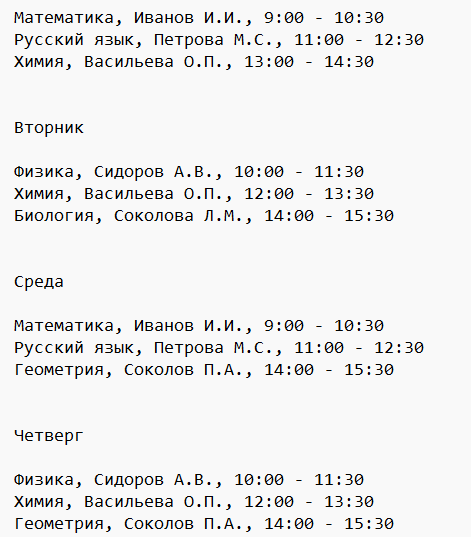 Математика, Иванов И.И., 9:00 - 10:30
Русский язык, Петрова М.С., 11:00 - 12:30
Химия, Васильева О.П., 13:00 - 14:30
Вторник
Физика, Сидоров А.В., 10:00 - 11:30
Химия, Васильева О.П., 12:00 - 13:30
Биология, Соколова Л.М., 14:00 - 15:30
Среда
Математика, Иванов И.И., 9:00 - 10:30
Русский язык, Петрова М.С., 11:00 - 12:30
Геометрия, Соколов П.А., 14:00 - 15:30
Четверг
Физика, Сидоров А.В., 10:00 - 11:30
Химия, Васильева О.П., 12:00 - 13:30
Геометрия, Соколов П.А., 14:00 - 15:30